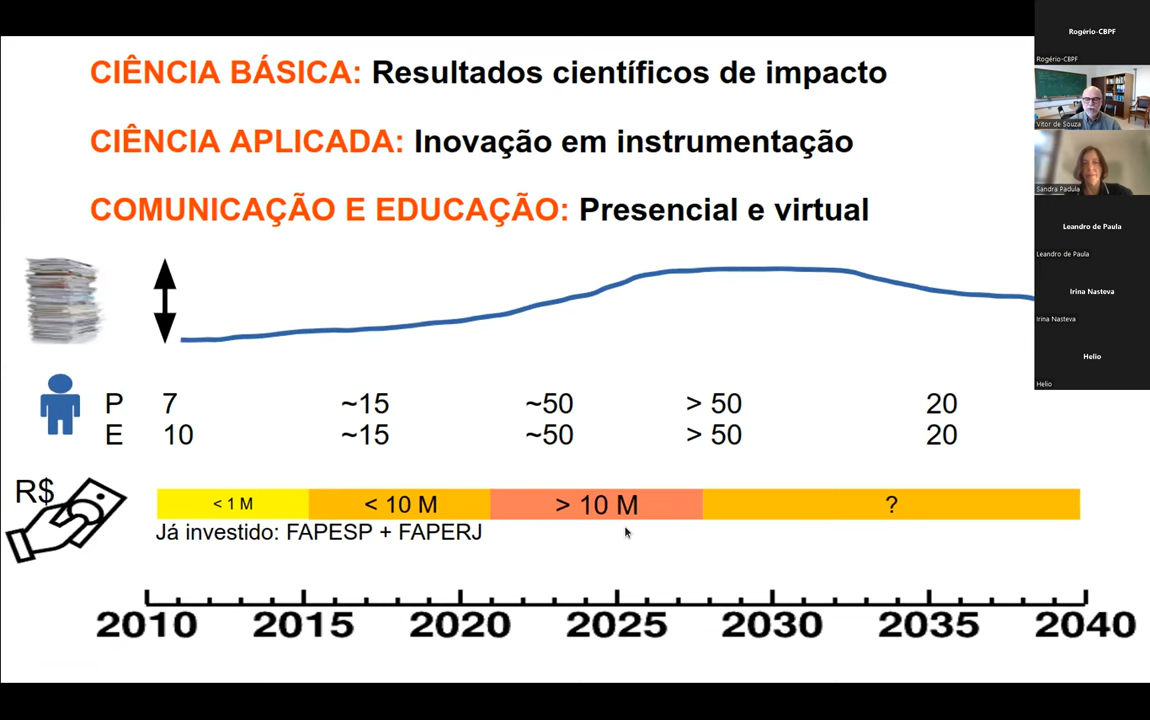 CIÊNCIA BÁSICA: Resultados científicos de impacto
CIÊNCIA APLICADA: Inovação em instrumentação
COMUNICAÇÃO E EDUCAÇÃO: Presencial e virtual
P 7 ~15 ~50 > 50 20
E 10 ~15 ~50 > 50 20
R$ < 1 M < 10 M > 10 M ?
Já investido: FAPESP + FAPERJ
2010 2015 2020 2025 2030 2035 2040
Rogério-CBPF
Rogério-CBPF
Vitor de Souza
Sandra Padula
Leandro de Paula
Leandro de Paula
Irina Nasteva
Irina Nasteva
Helio
Helio